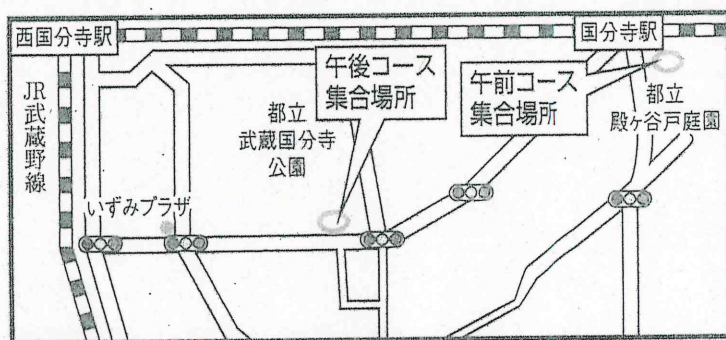 西国分寺駅
国分寺駅
午後コース
集合場所
午前コース
集合場所
JR武蔵野線
都立
武蔵国分寺
公園
都立
殿ヶ谷戸庭園
いずみプラザ